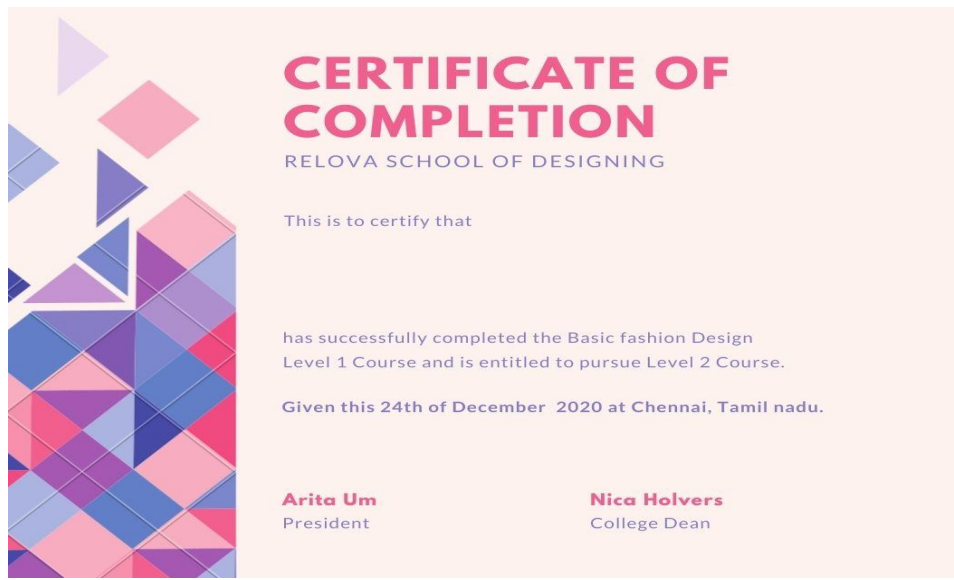 CERTIFICATE OF
COMPLETION
RELOVA SCHOOL OF DESIGNING
This is to certify that
has successfully completed the Basic fashion Design
Level 1 Course and is entitled to pursue Level 2 Course.
Given this 24th of December 2020 at Chennai, Tamil nadu.
Arita Um
President
Nica Holvers
College Dean